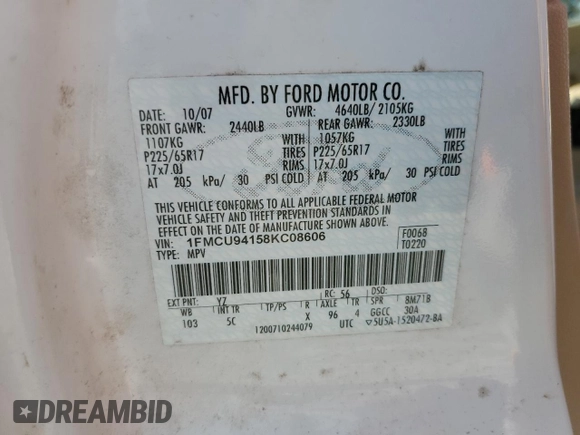 MFD. BY FORD MOTOR CO.
DATE: 10/07 GVWR: 4640LB/ 2105KG
FRONT GAWR: 2440LB REAR GAWR: 2330LB
1107KG WITH 1057KG WITH
P225/65R17 TIRES P225/65R17 TIRES
17x7.0J RIMS 17x7.0J RIMS
AT 205 kPa/ 30 PSI COLD AT 205 kPa/ 30 PSI COLD
THIS VEHICLE CONFORMS TO ALL APPLICABLE FEDERAL MOTOR
VEHICLE SAFETY AND THEFT PREVENTION STANDARDS IN
EFFECT ON THE DATE OF MANUFACTURE SHOWN ABOVE.
VIN: 1FMCU94158KC08606 F0068
TYPE: MPV T0220
EXT PNT: YZ RC: 56 8M71B
WB INT TR TP/PS R AXLE TR SPR 30A
103 5C X 96 4 GGCC
1200710244079 UTC ▽5U5A-1520472-BA
DREAMBID